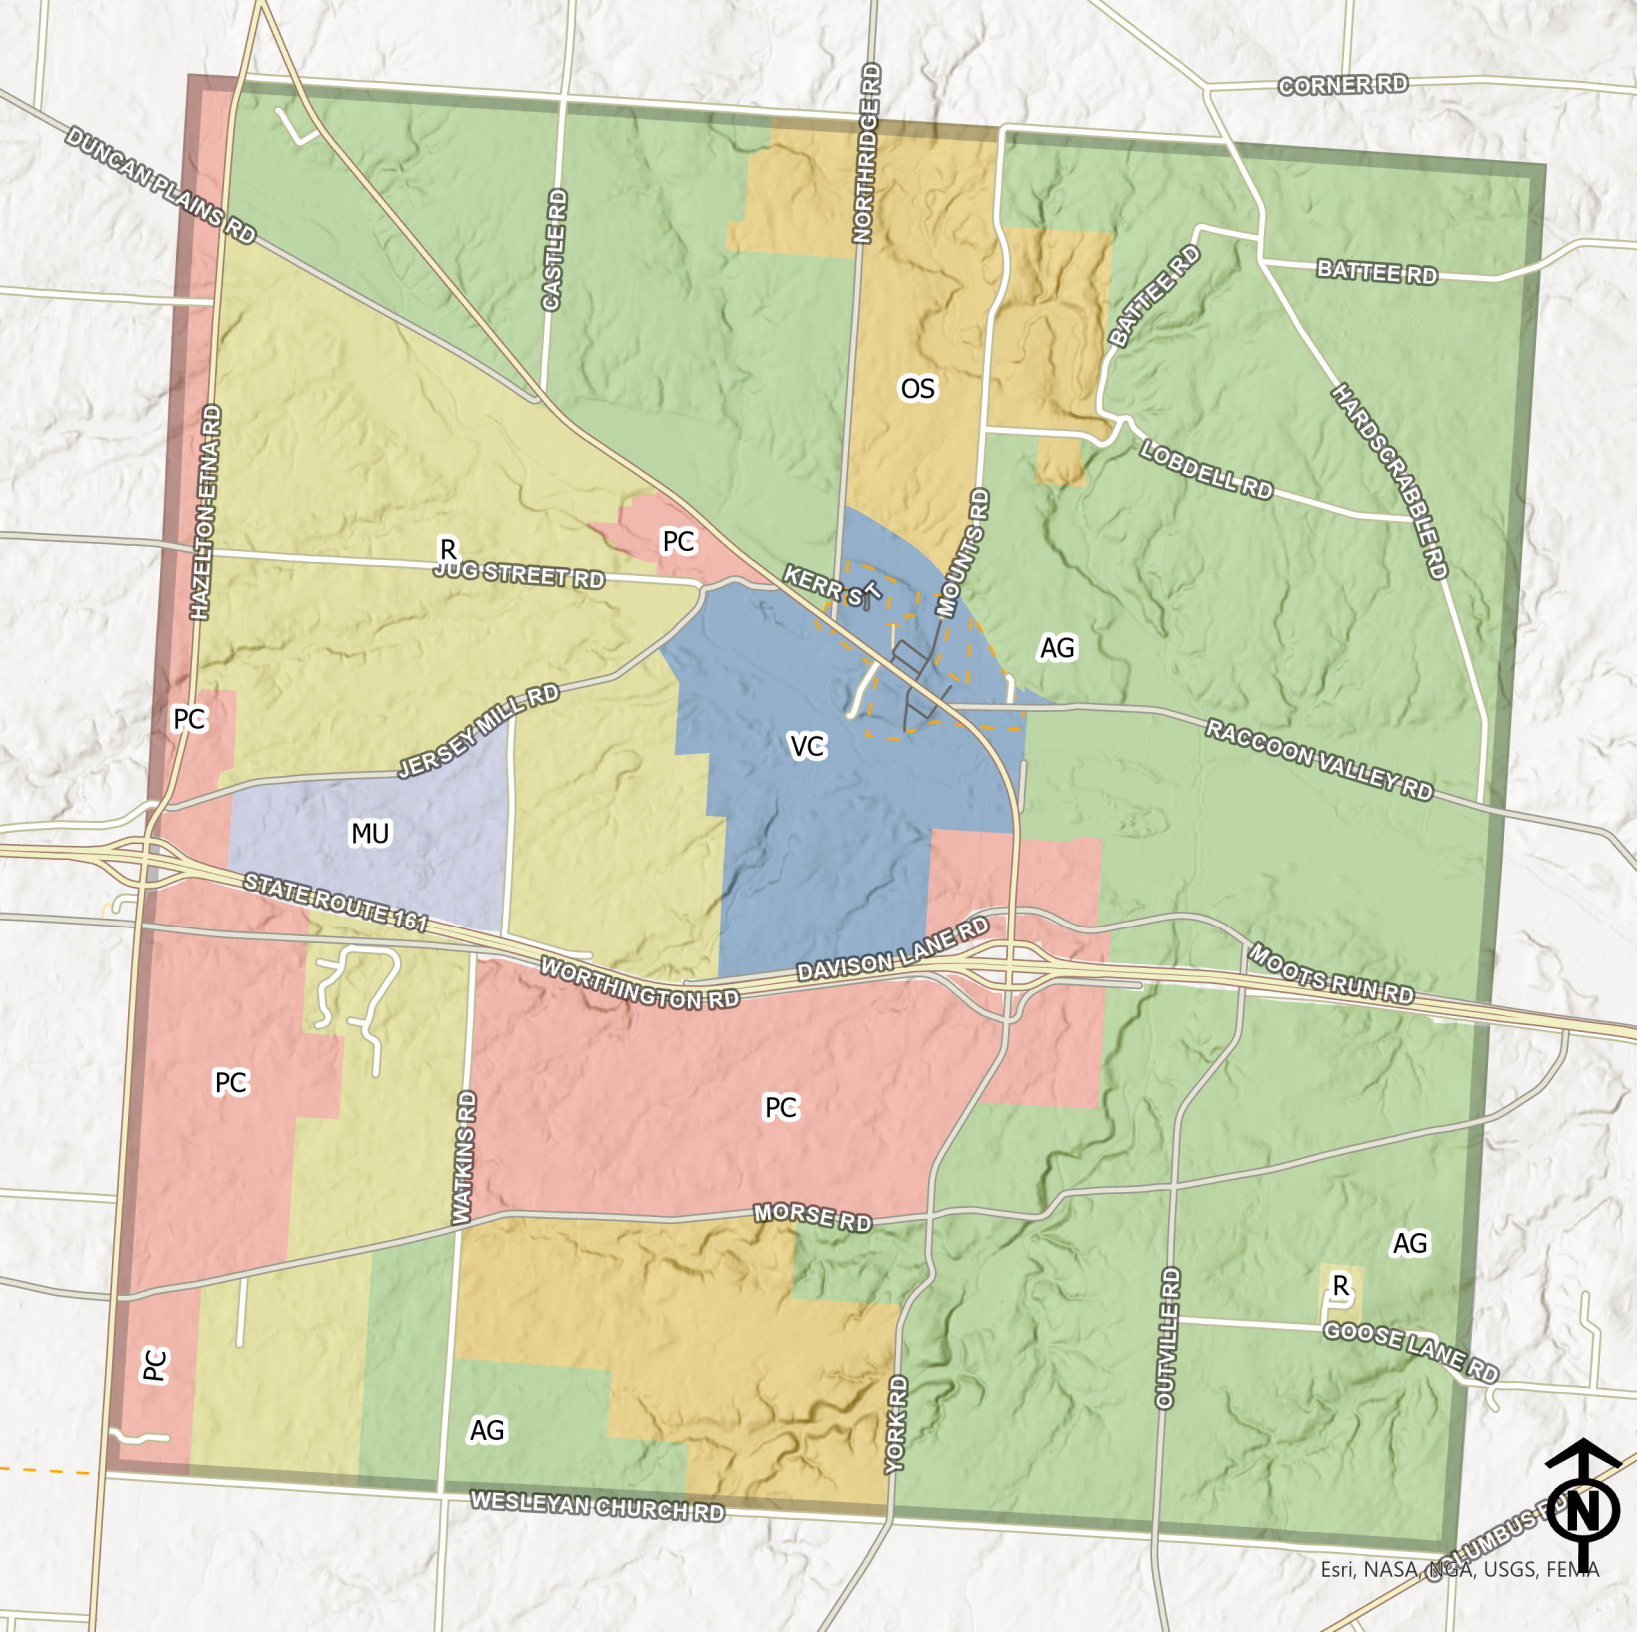 CORNER RD
NORTHRIDGE RD
DUNCAN PLAINS RD
CASTLE RD
BATTEE RD
BATTEE RD
OS
HARDSCRABBLE RD
LOBDELL RD
HAZELTON-ETNA RD
MOUNTS RD
PC
R
JUG STREET RD
KERR ST
AG
JERSEY MILL RD
PC
VC
RACCOON VALLEY RD
MU
STATE ROUTE 161
DAVISON LANE RD
WORTHINGTON RD
MOOTS RUN RD
PC
PC
WATKINS RD
MORSE RD
AG
R
OUTVILLE RD
GOOSE LANE RD
PC
YORK RD
AG
WESLEYAN CHURCH RD
N
COLUMBUS RD
Esri, NASA, NGA, USGS, FEMA